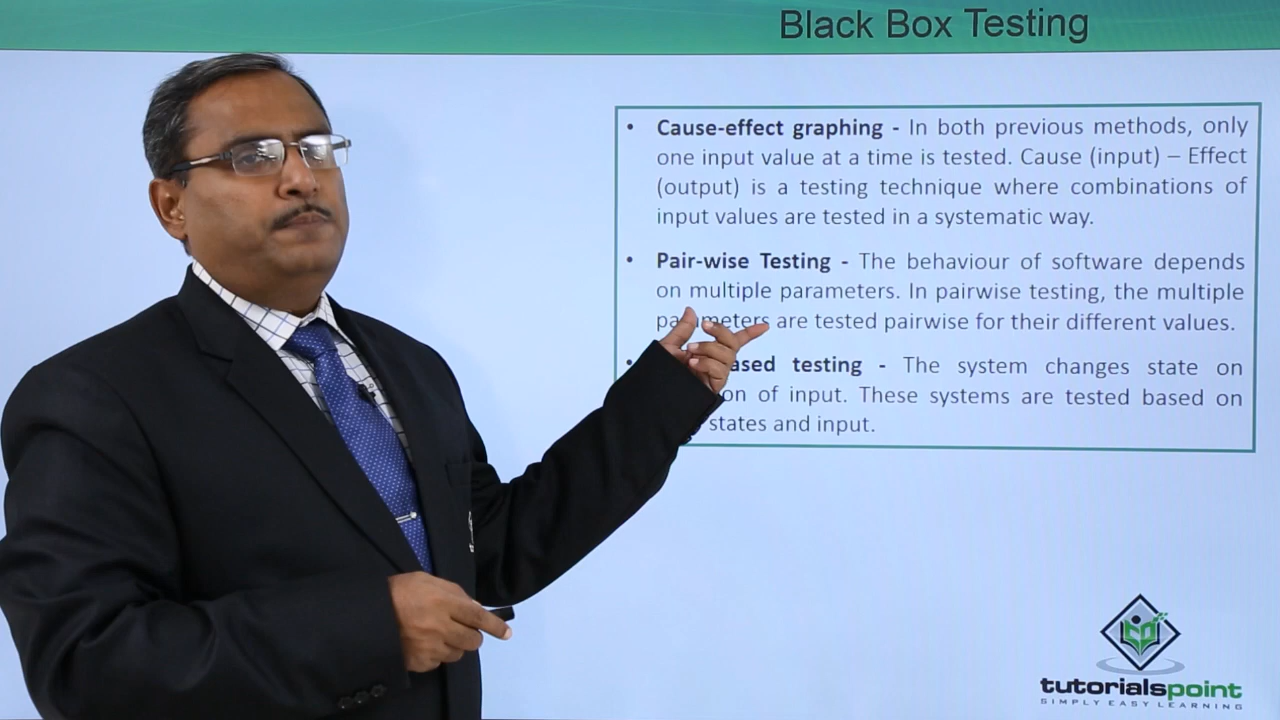 Black Box Testing
• Cause-effect graphing - In both previous methods, only
one input value at a time is tested. Cause (input) – Effect
(output) is a testing technique where combinations of
input values are tested in a systematic way.
• Pair-wise Testing - The behaviour of software depends
on multiple parameters. In pairwise testing, the multiple
parameters are tested pairwise for their different values.
• testing - The system changes state on
of input. These systems are tested based on
states and input.
tutorialspoint
SIMPLY EASY LEARNING